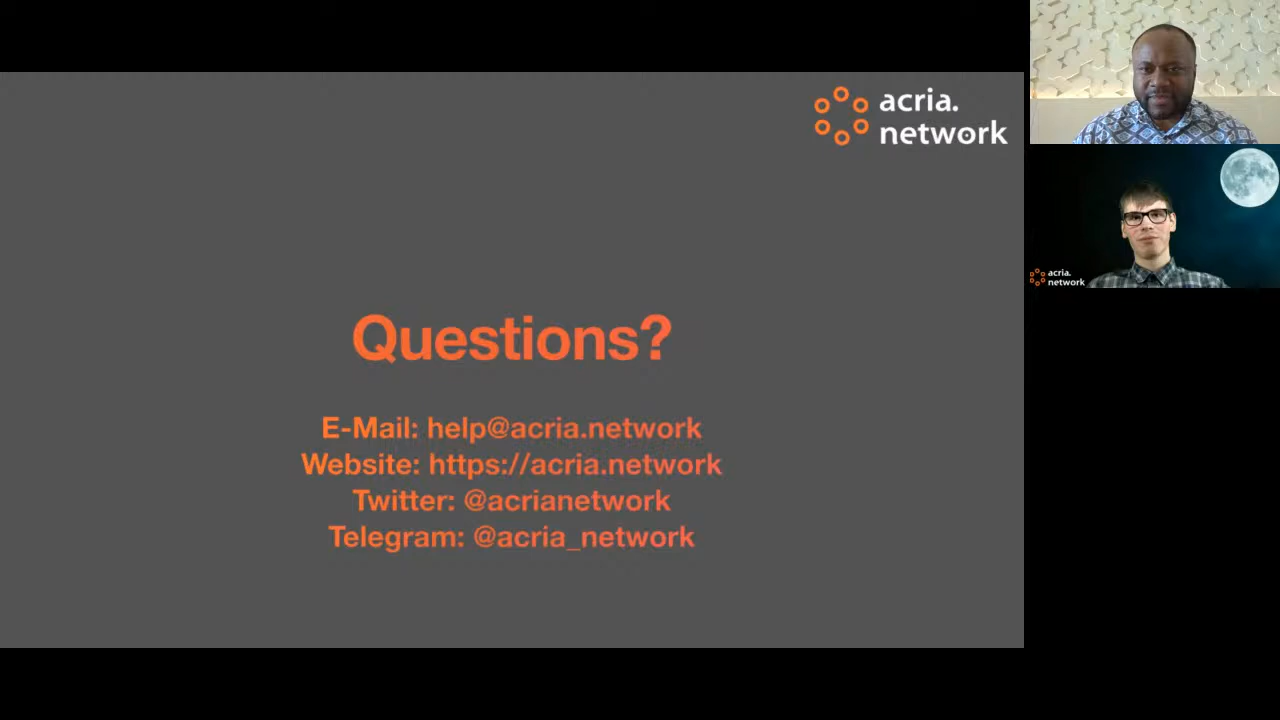 acria.
network
Questions?
E-Mail: help@acria.network
Website: https://acria.network
Twitter: @acrianetwork
Telegram: @acria_network
acria.
network